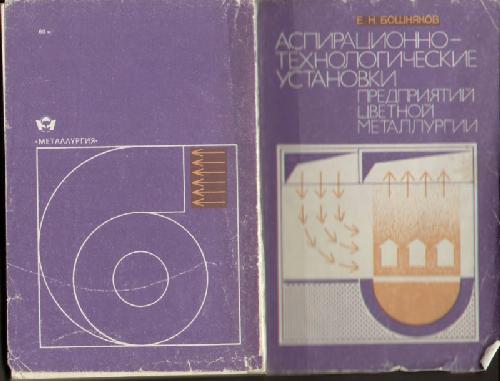 Е. Н. БОШНЯКОВ
АСПИРАЦИОННО-
ТЕХНОЛОГИЧЕСКИЕ
УСТАНОВКИ
ПРЕДПРИЯТИЙ
ЦВЕТНОЙ
МЕТАЛЛУРГИИ
«МЕТАЛЛУРГИЯ»